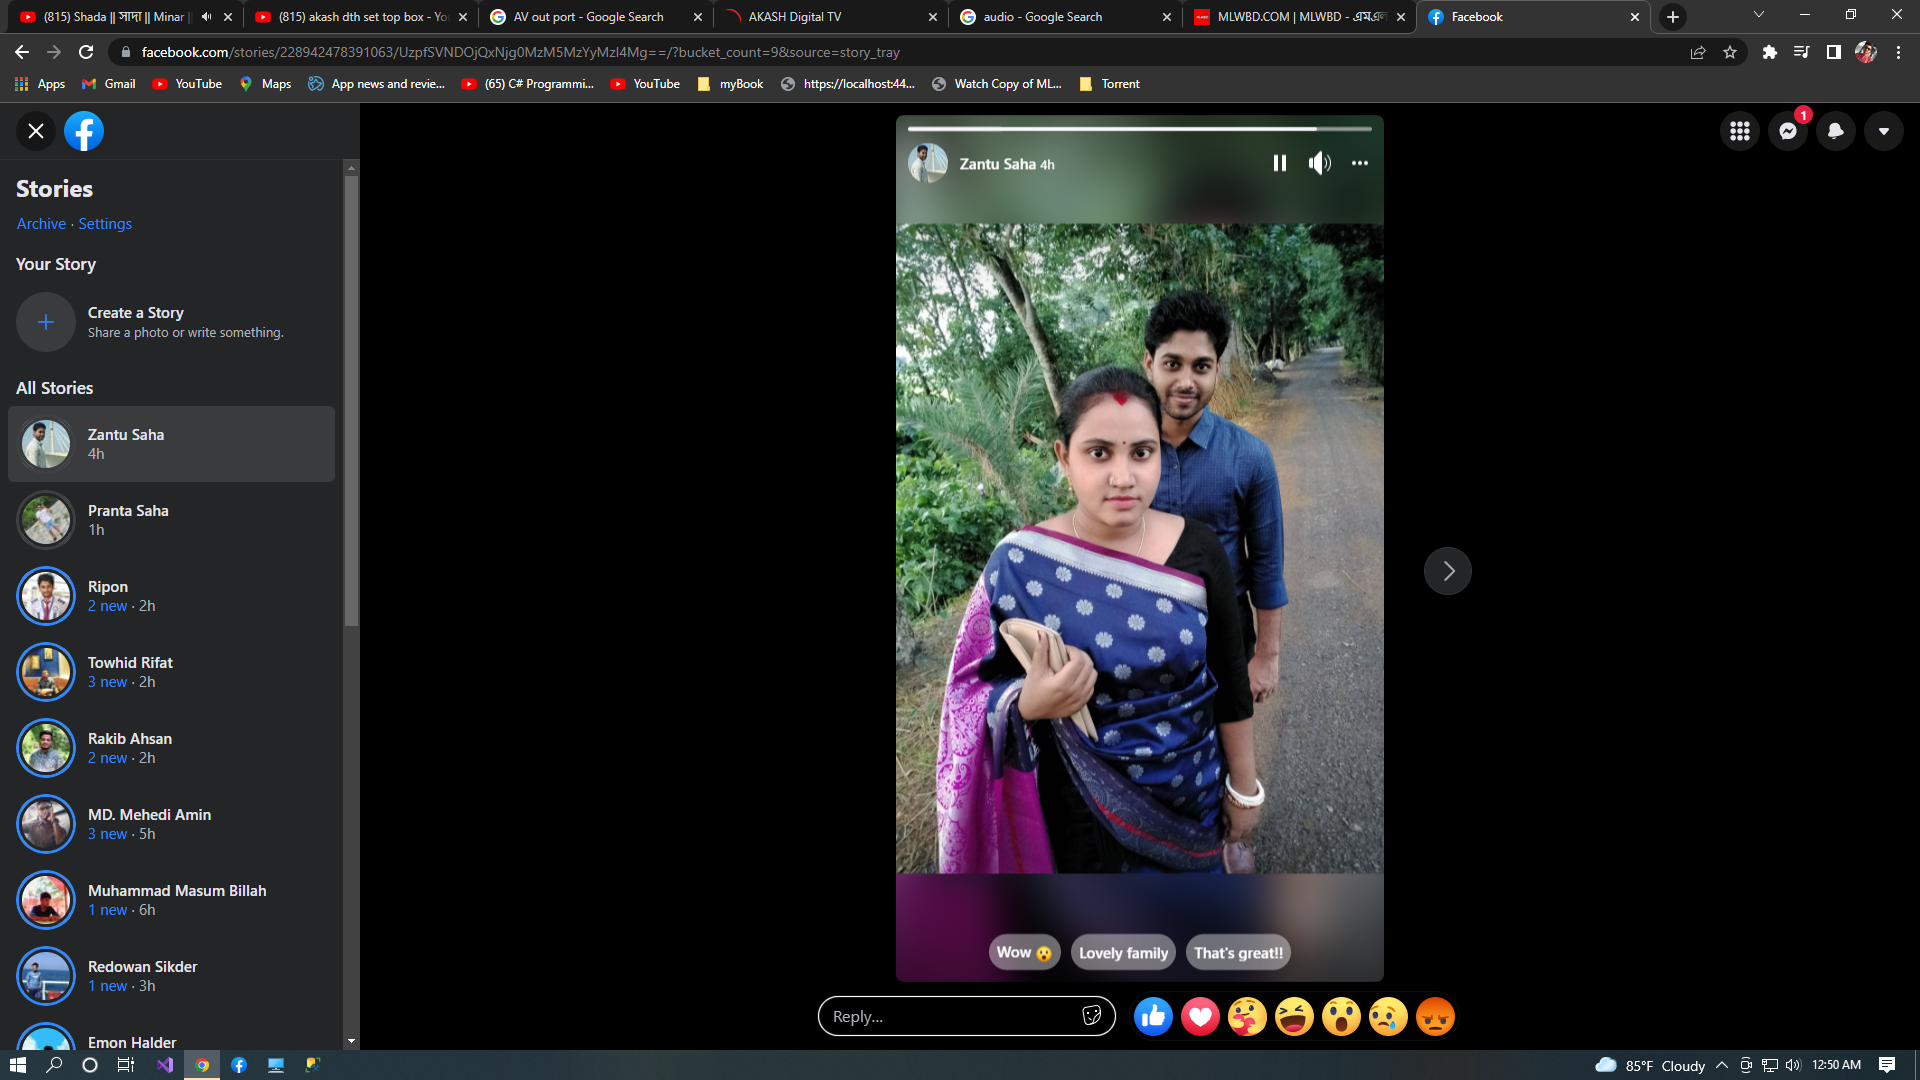 (815) Shada || সাদা || Minar ||
(815) akash dth set top box - Yo
AV out port - Google Search
AKASH Digital TV
audio - Google Search
MLWBD.COM | MLWBD - এমএল
Facebook
facebook.com/stories/228942478391063/UzpfSVNDOjQxNjg0MzM5MzYyMzI4Mg==/?bucket_count=9&source=story_tray
Apps
Gmail
YouTube
Maps
App news and revie...
(65) C# Programmi...
YouTube
myBook
https://localhost:44...
Watch Copy of ML...
Torrent
1
Stories
Archive · Settings
Your Story
Create a Story
Share a photo or write something.
All Stories
Zantu Saha
4h
Pranta Saha
1h
Ripon
2 new · 2h
Towhid Rifat
3 new · 2h
Rakib Ahsan
2 new · 2h
MD. Mehedi Amin
3 new · 5h
Muhammad Masum Billah
1 new · 6h
Redowan Sikder
1 new · 3h
Emon Halder
Zantu Saha 4h
Wow 😮
Lovely family
That's great!!
Reply...
85°F Cloudy
12:50 AM